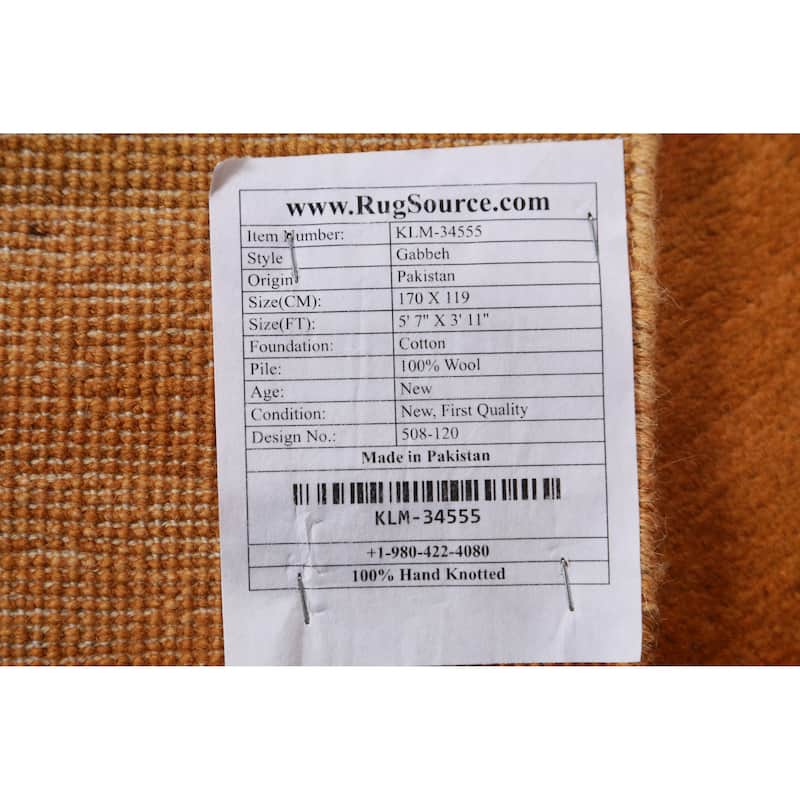 www.RugSource.com
Item Number: KLM-34555
Style Gabbeh
Origin Pakistan
Size(CM): 170 X 119
Size(FT): 5' 7" X 3' 11"
Foundation: Cotton
Pile: 100% Wool
Age: New
Condition: New, First Quality
Design No.: 508-120
Made in Pakistan
KLM-34555
+1-980-422-4080
100% Hand Knotted